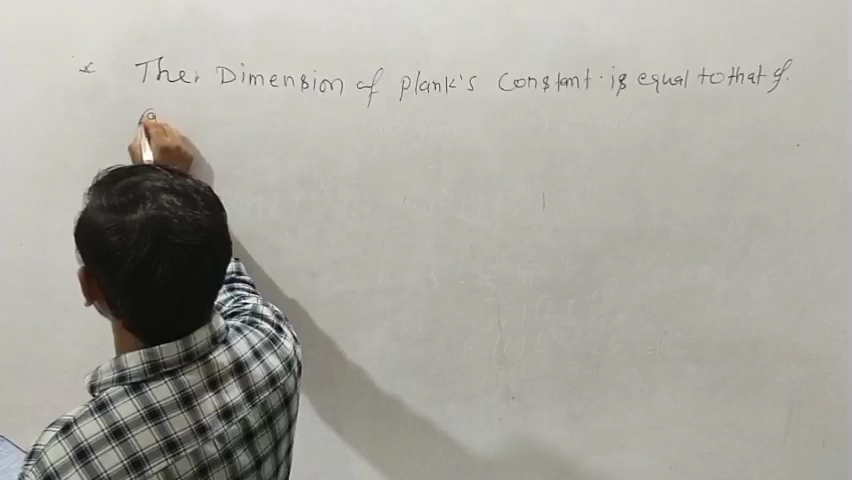 * The. Dimension of plank's constant. is equal to that of.
(a